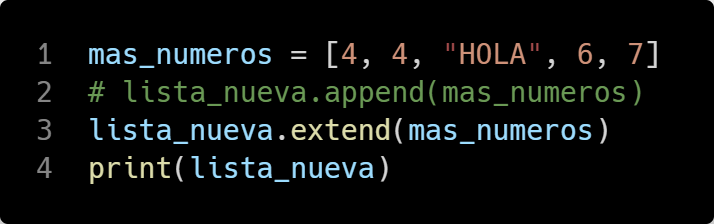 1 mas_numeros = [4, 4, "HOLA", 6, 7]
2 # lista_nueva.append(mas_numeros)
3 lista_nueva.extend(mas_numeros)
4 print(lista_nueva)